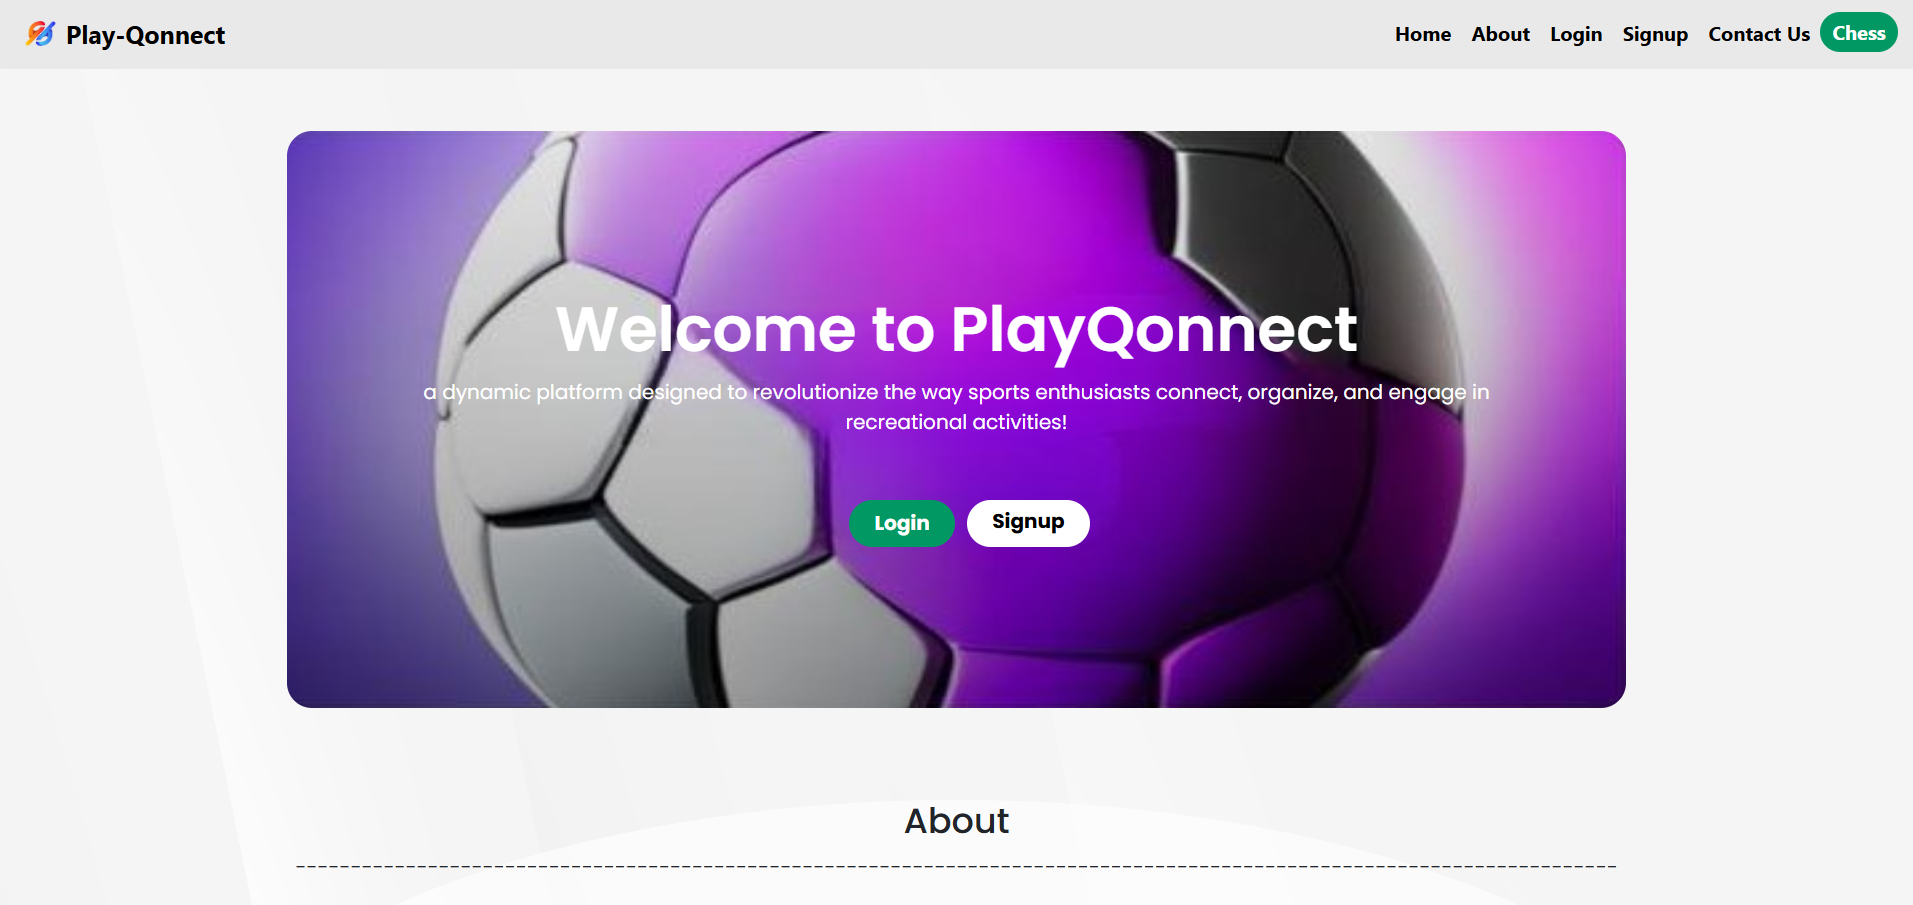 Play-Qonnect
Home About Login Signup Contact Us Chess
Welcome to PlayQonnect
a dynamic platform designed to revolutionize the way sports enthusiasts connect, organize, and engage in
recreational activities!
Login Signup
About